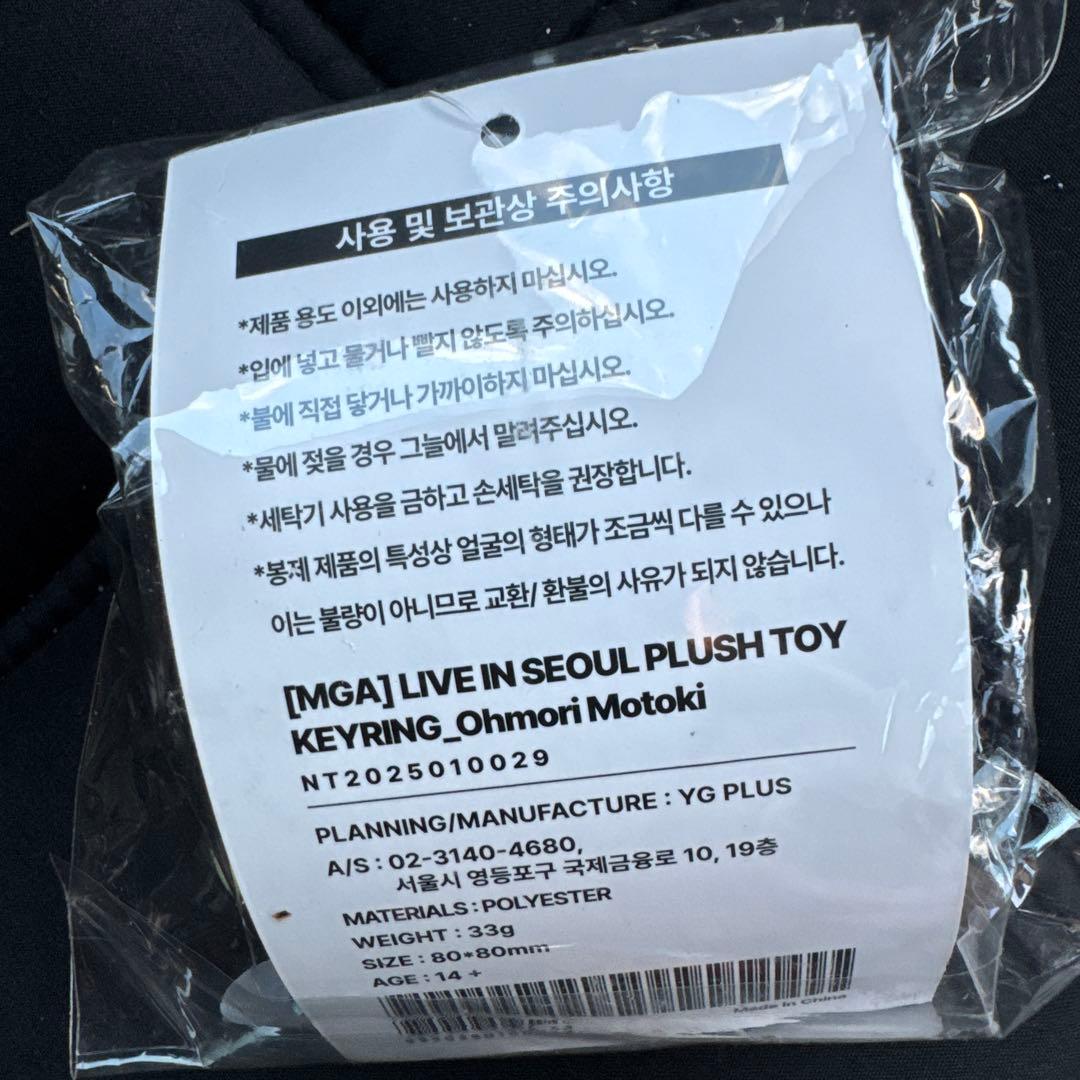 사용 및 보관상 주의사항
*제품 용도 이외에는 사용하지 마십시오.
*입에 넣고 물거나 빨지 않도록 주의하십시오.
*불에 직접 닿거나 가까이하지 마십시오.
*물에 젖을 경우 그늘에서 말려주십시오.
*세탁기 사용을 금하고 손세탁을 권장합니다.
*봉제 제품의 특성상 얼굴의 형태가 조금씩 다를 수 있으나
이는 불량이 아니므로 교환/ 환불의 사유가 되지 않습니다.
[MGA] LIVE IN SEOUL PLUSH TOY
KEYRING_Ohmori Motoki
NT2025010029
PLANNING/MANUFACTURE : YG PLUS
A/S : 02-3140-4680,
서울시 영등포구 국제금융로 10, 19층
MATERIALS : POLYESTER
WEIGHT : 33g
SIZE : 80*80mm
AGE : 14 +
Made in China